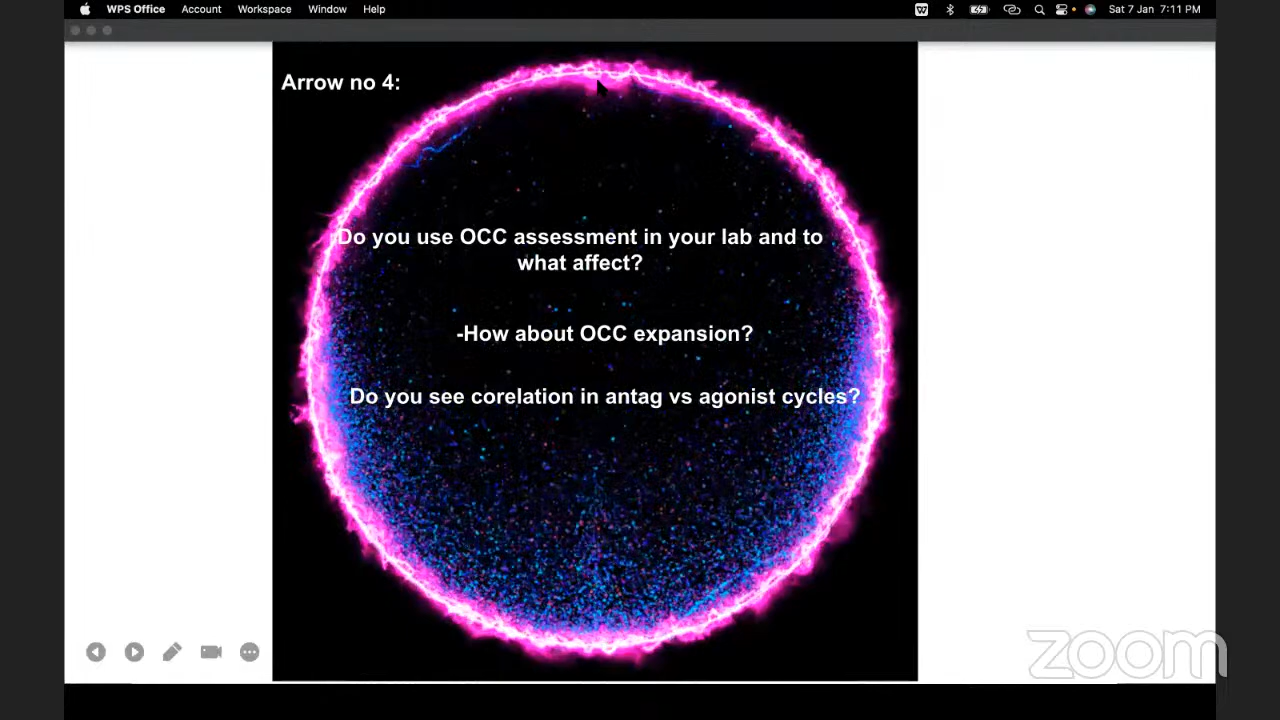 WPS Office Account Workspace Window Help Sat 7 Jan 7:11 PM
Arrow no 4:
Do you use OCC assessment in your lab and to
what affect?
-How about OCC expansion?
Do you see corelation in antag vs agonist cycles?
zoom